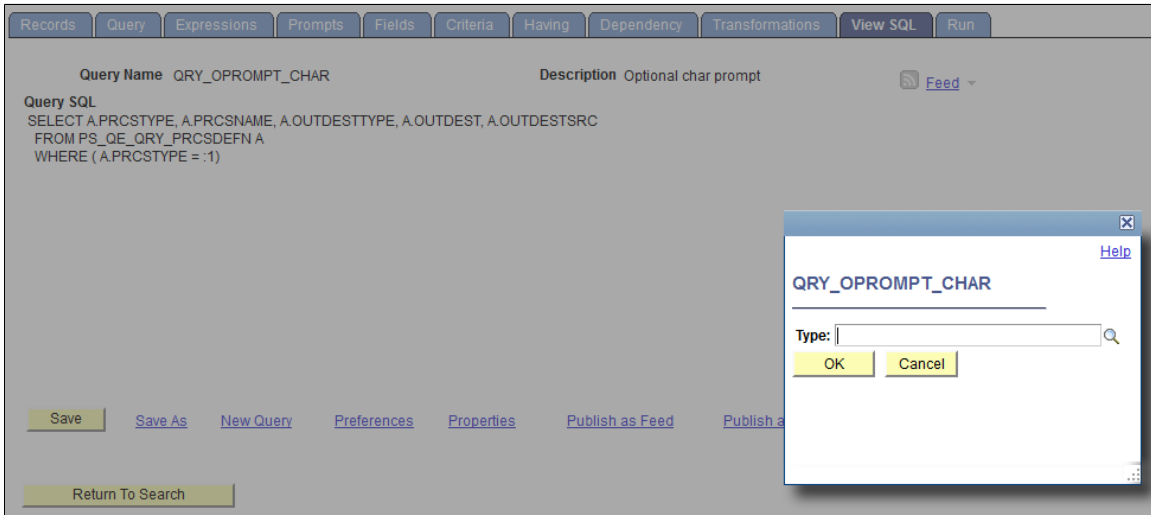 Records Query Expressions Prompts Fields Criteria Having Dependency Transformations View SQL Run
Query Name QRY_OPROMPT_CHAR Description Optional char prompt Feed
Query SQL
SELECT A.PRCSTYPE, A.PRCSNAME, A.OUTDESTTYPE, A.OUTDEST, A.OUTDESTSRC
FROM PS_QE_QRY_PRCSDEFN A
WHERE ( A.PRCSTYPE = :1)
Help
QRY_OPROMPT_CHAR
Type:
OK Cancel
Save Save As New Query Preferences Properties Publish as Feed Publish a
Return To Search